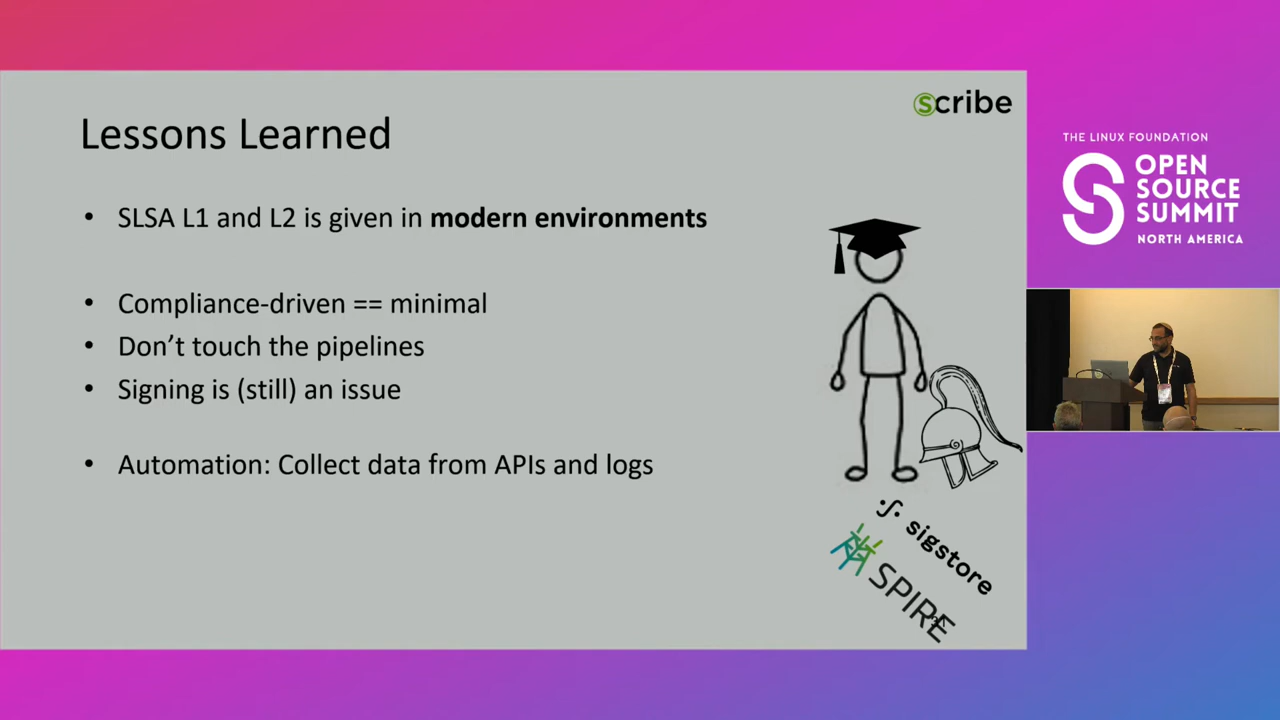 scribe
Lessons Learned
• SLSA L1 and L2 is given in modern environments
• Compliance-driven == minimal
• Don’t touch the pipelines
• Signing is (still) an issue
• Automation: Collect data from APIs and logs
sigstore
SPIRE
THE LINUX FOUNDATION
OPEN
SOURCE
SUMMIT
NORTH AMERICA